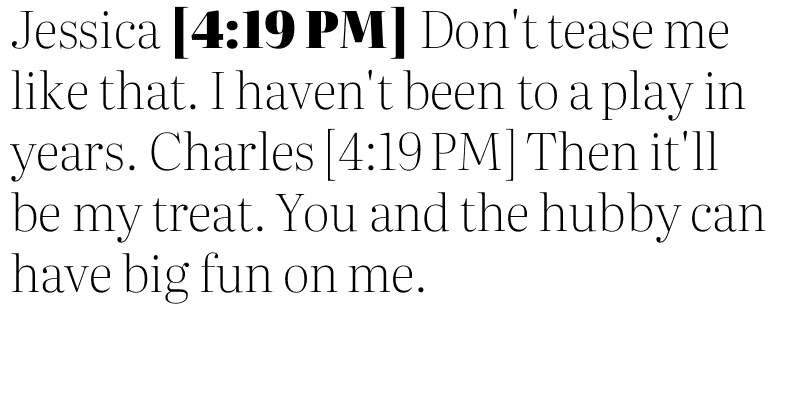 Jessica [4:19 PM] Don't tease me
like that. I haven't been to a play in
years. Charles [4:19 PM] Then it'll
be my treat. You and the hubby can
have big fun on me.